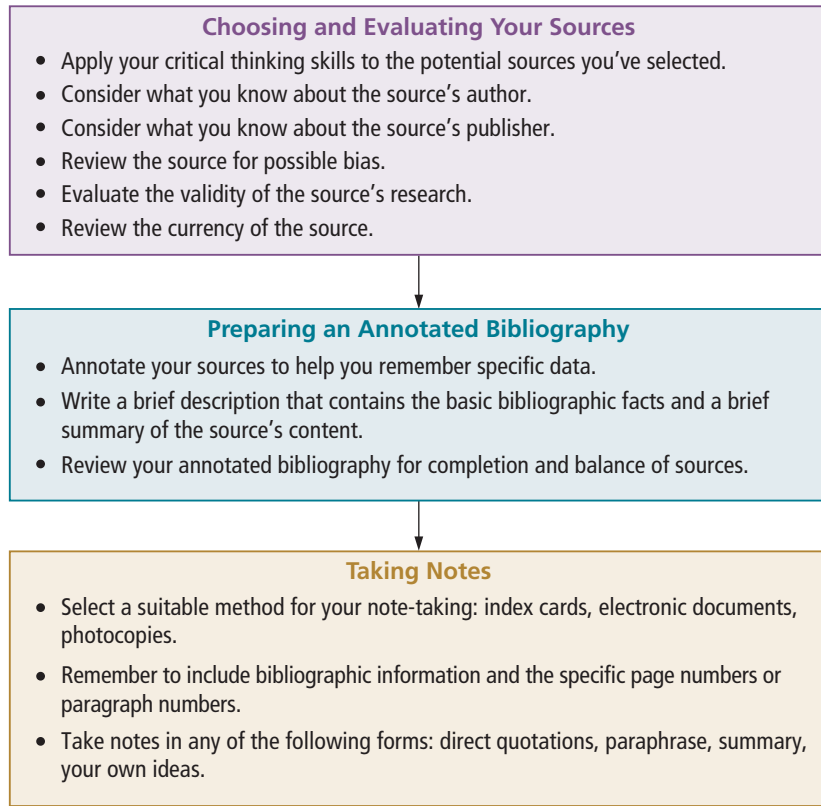 Choosing and Evaluating Your Sources
• Apply your critical thinking skills to the potential sources you’ve selected.
• Consider what you know about the source’s author.
• Consider what you know about the source’s publisher.
• Review the source for possible bias.
• Evaluate the validity of the source’s research.
• Review the currency of the source.
Preparing an Annotated Bibliography
• Annotate your sources to help you remember specific data.
• Write a brief description that contains the basic bibliographic facts and a brief
summary of the source’s content.
• Review your annotated bibliography for completion and balance of sources.
Taking Notes
• Select a suitable method for your note-taking: index cards, electronic documents,
photocopies.
• Remember to include bibliographic information and the specific page numbers or
paragraph numbers.
• Take notes in any of the following forms: direct quotations, paraphrase, summary,
your own ideas.